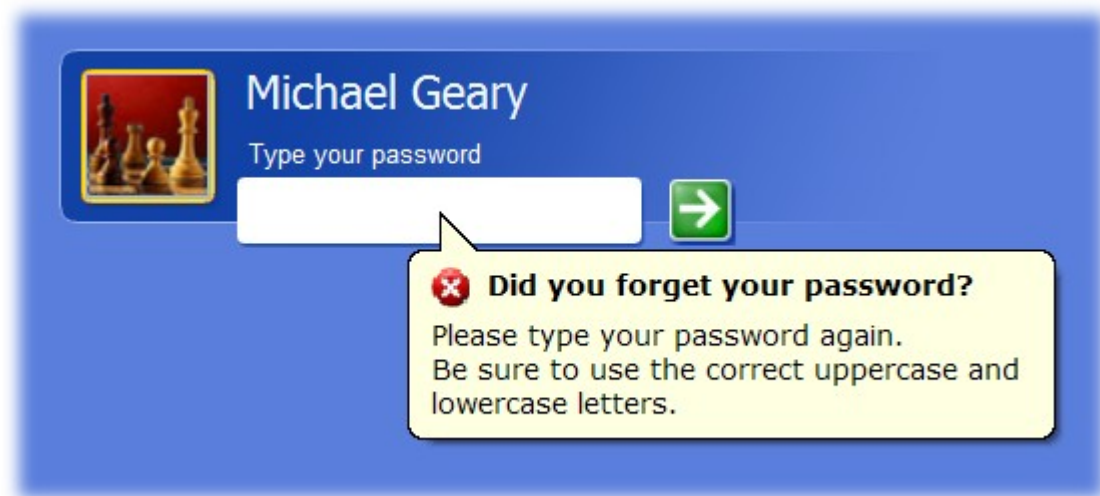 Michael Geary
Type your password
Did you forget your password?
Please type your password again.
Be sure to use the correct uppercase and
lowercase letters.